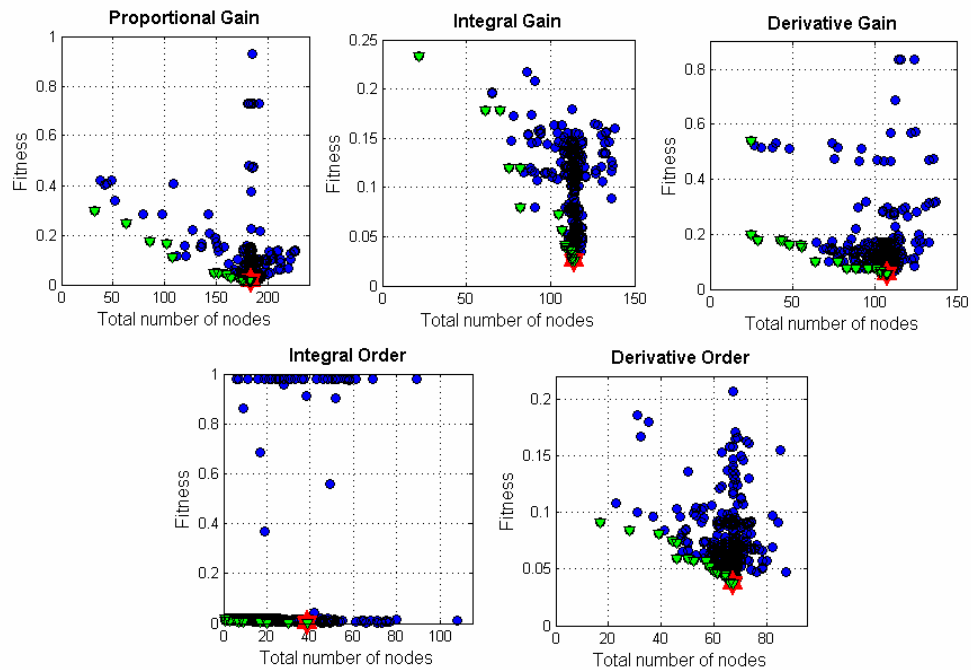 Proportional Gain
Fitness
1
0.8
0.6
0.4
0.2
0
0 50 100 150 200
Total number of nodes
Integral Gain
Fitness
0.25
0.2
0.15
0.1
0.05
0
0 50 100 150
Total number of nodes
Derivative Gain
Fitness
0.8
0.6
0.4
0.2
0
0 50 100 150
Total number of nodes
Integral Order
Fitness
1
0.8
0.6
0.4
0.2
0
0 20 40 60 80 100
Total number of nodes
Derivative Order
Fitness
0.2
0.15
0.1
0.05
0
0 20 40 60 80
Total number of nodes